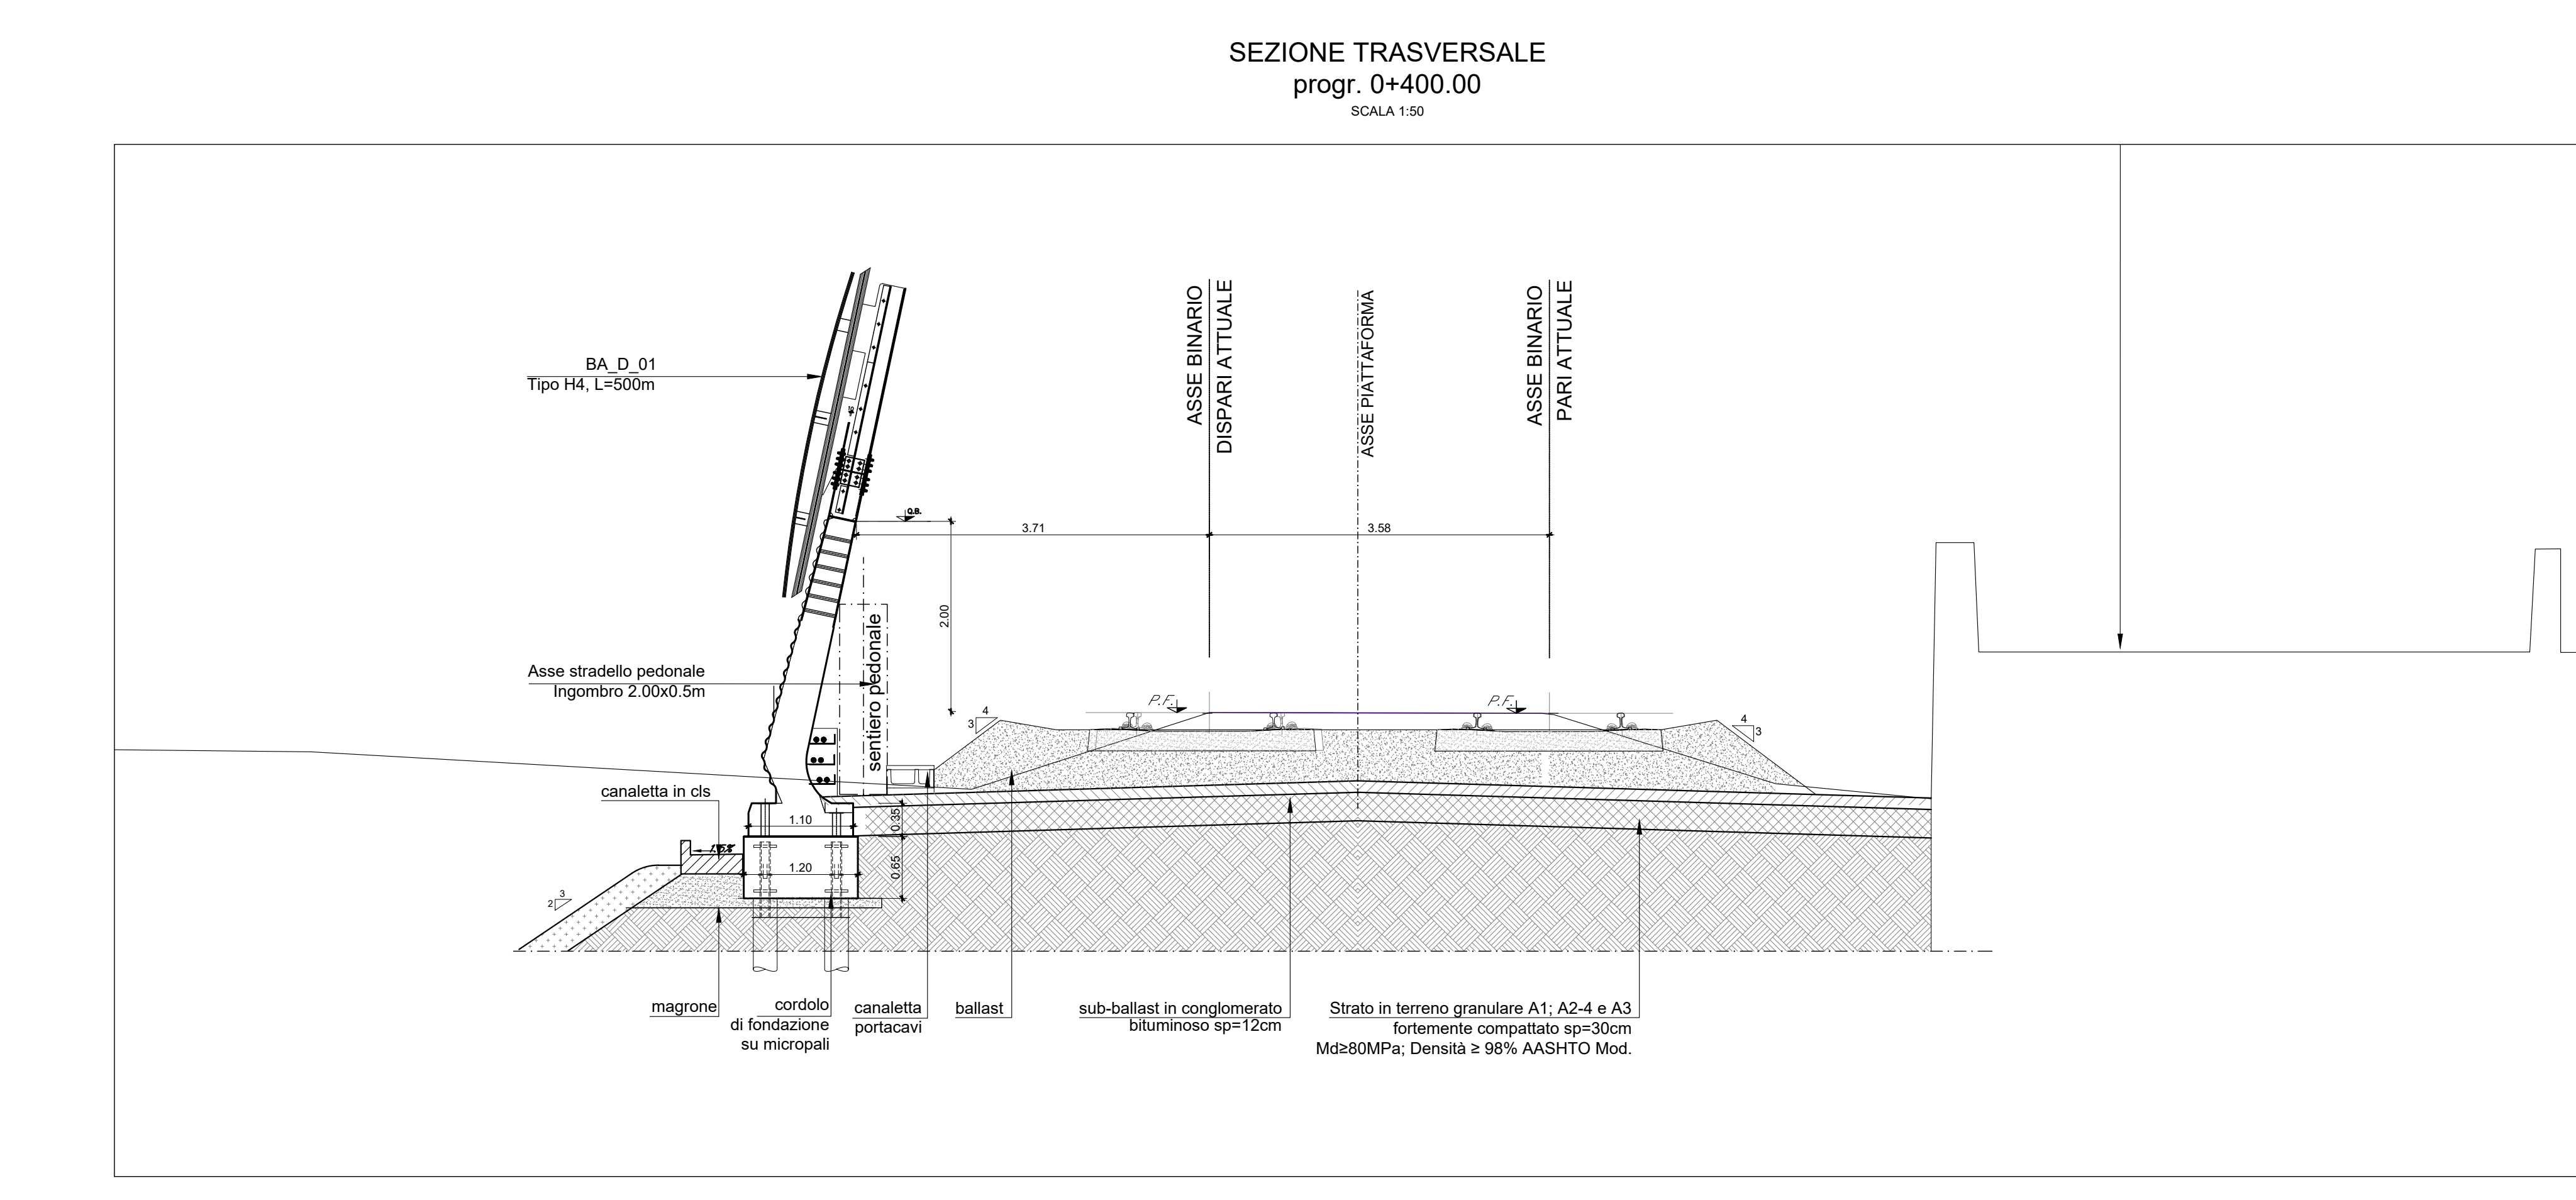 SEZIONE TRASVERSALE
progr. 0+400.00
SCALA 1:50
ASSE BINARIO
DISPARI ATTUALE
ASSE PIATTAFORMA
ASSE BINARIO
PARI ATTUALE
BA_D_01
Tipo H4, L=500m
Q.B.
3.71
3.58
2.00
sentiero pedonale
Asse stradello pedonale
Ingombro 2.00x0.5m
P.F.
P.F.
4
3
4
3
canaletta in cls
1.10
0.35
1.20
0.65
3
2
magrone
cordolo
di fondazione
su micropali
canaletta
portacavi
ballast
sub-ballast in conglomerato
bituminoso sp=12cm
Strato in terreno granulare A1; A2-4 e A3
fortemente compattato sp=30cm
Md≥80MPa; Densità ≥ 98% AASHTO Mod.